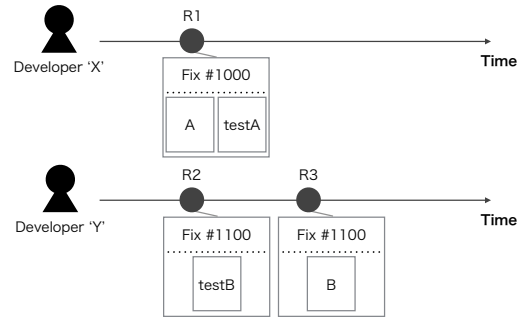 R1
Developer ‘X’
Time
Fix #1000
A testA
R2 R3
Developer ‘Y’
Time
Fix #1100 Fix #1100
testB B